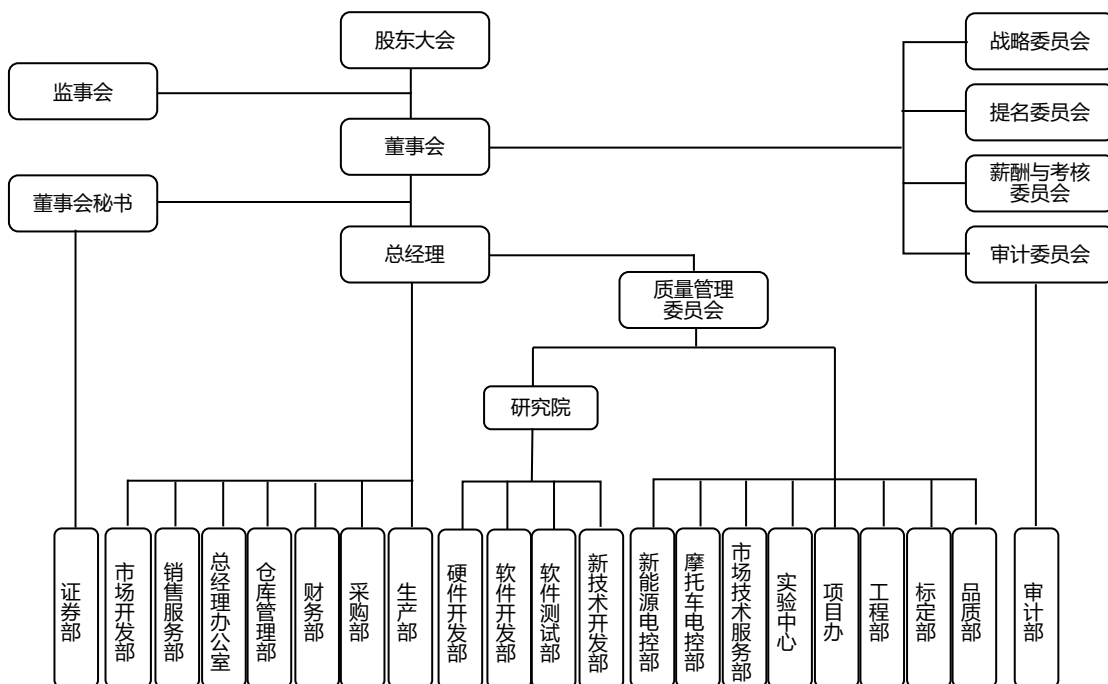 股东大会
战略委员会
监事会
提名委员会
董事会
薪酬与考核
委员会
董事会秘书
总经理
审计委员会
质量管理
委员会
研究院
证券部
市场开发部
销售服务部
总经理办公室
仓库管理部
财务部
采购部
生产部
硬件开发部
软件开发部
软件测试部
新技术开发部
新能源电控部
摩托车电控部
市场技术服务部
实验中心
项目办
工程部
标定部
品质部
审计部